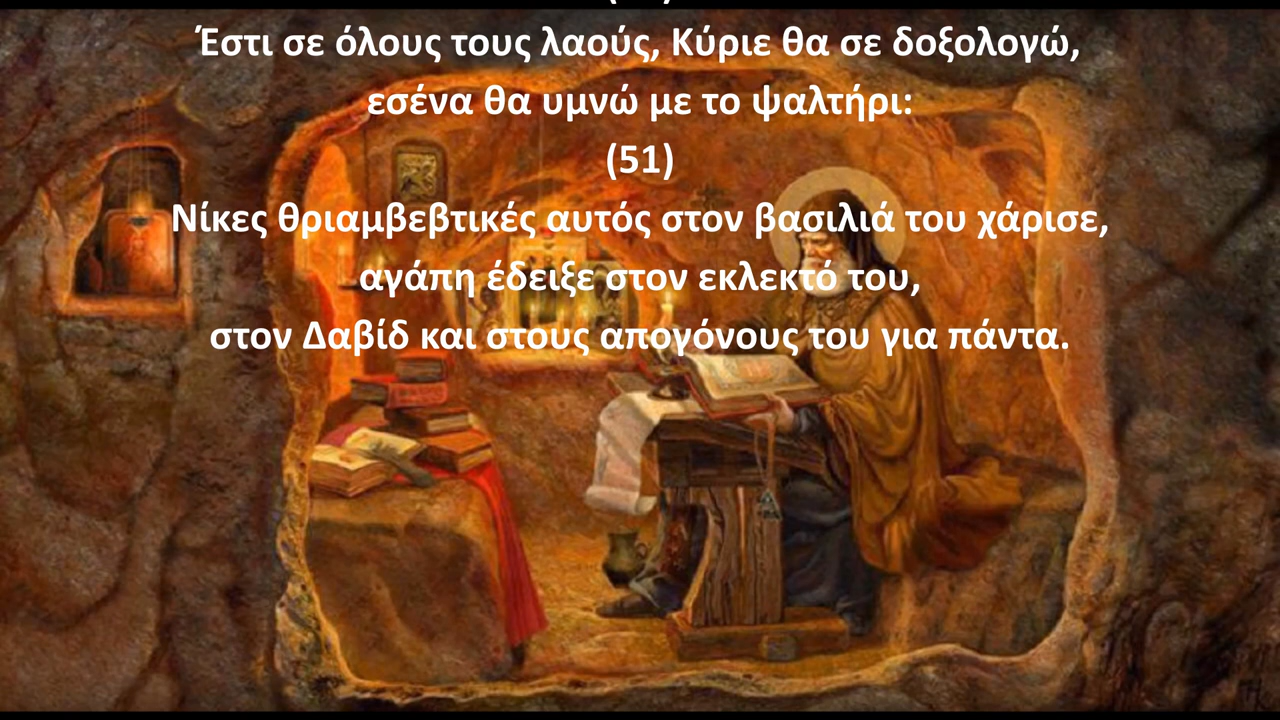 Έστι σε όλους τους λαούς, Κύριε θα σε δοξολογώ,
εσένα θα υμνώ με το ψαλτήρι:
(51)
Νίκες θριαμβεβτικές αυτός στον βασιλιά του χάρισε,
αγάπη έδειξε στον εκλεκτό του,
στον Δαβίδ και στους απογόνους του για πάντα.